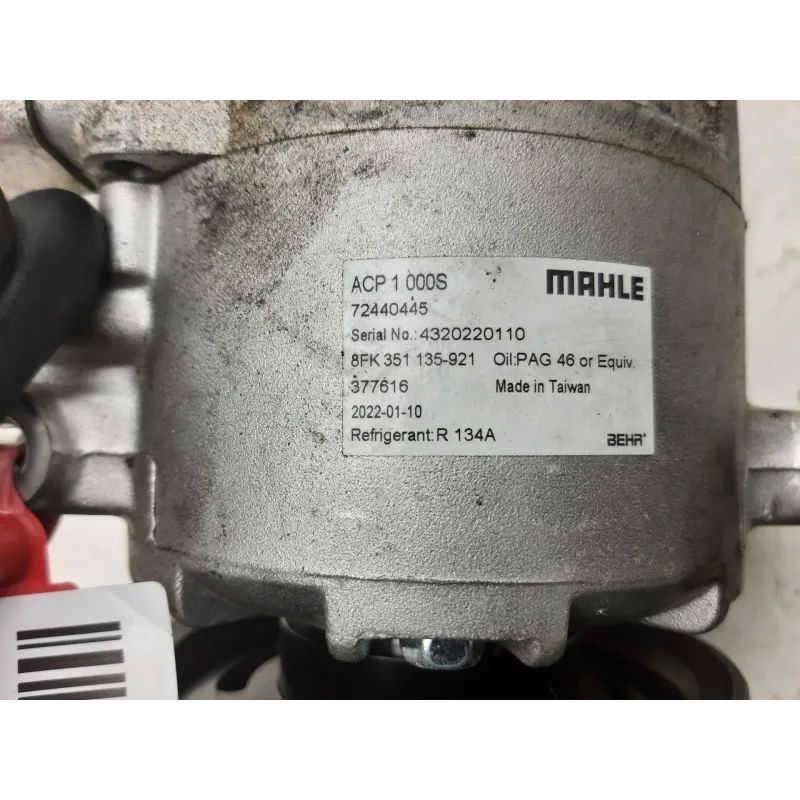 ACP 1 000S MAHLE
72440445
Serial No.:4320220110
8FK 351 135-921 Oil:PAG 46 or Equiv.
377616 Made in Taiwan
2022-01-10
Refrigerant: R 134A BEHR®